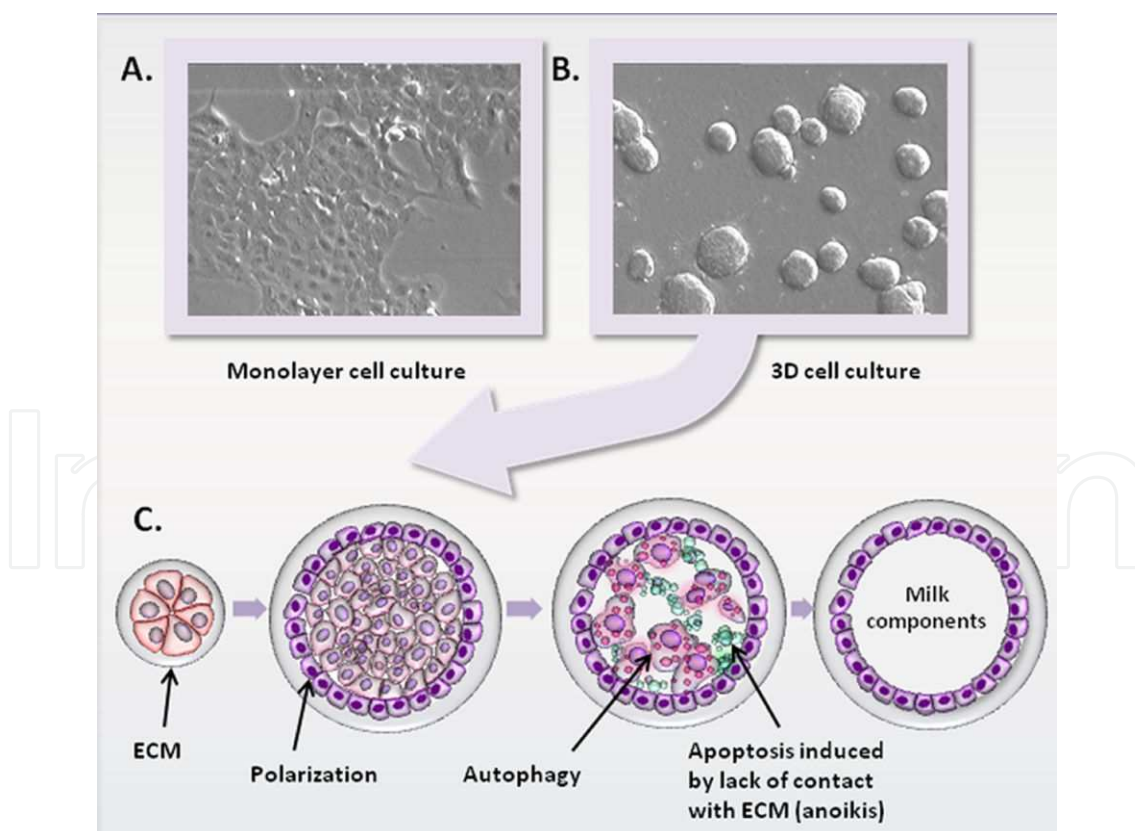 A.
B.
Monolayer cell culture
3D cell culture
C.
Milk
components
ECM
Polarization
Autophagy
Apoptosis induced
by lack of contact
with ECM (anoikis)